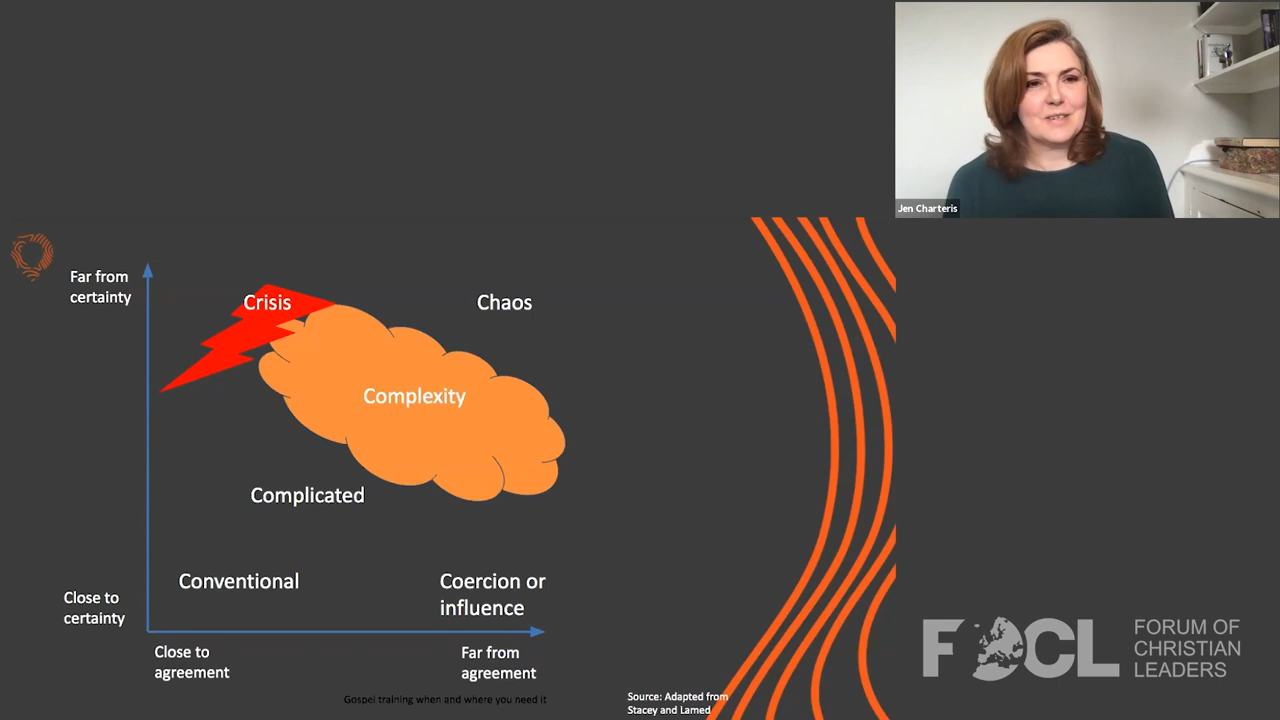 Jen Charteris
Far from
certainty
Crisis
Chaos
Complexity
Complicated
Conventional
Coercion or
influence
Close to
certainty
Close to
agreement
Far from
agreement
Gospel training when and where you need it
Source: Adapted from
Stacey and Lamed
FOCL
FORUM OF
CHRISTIAN
LEADERS